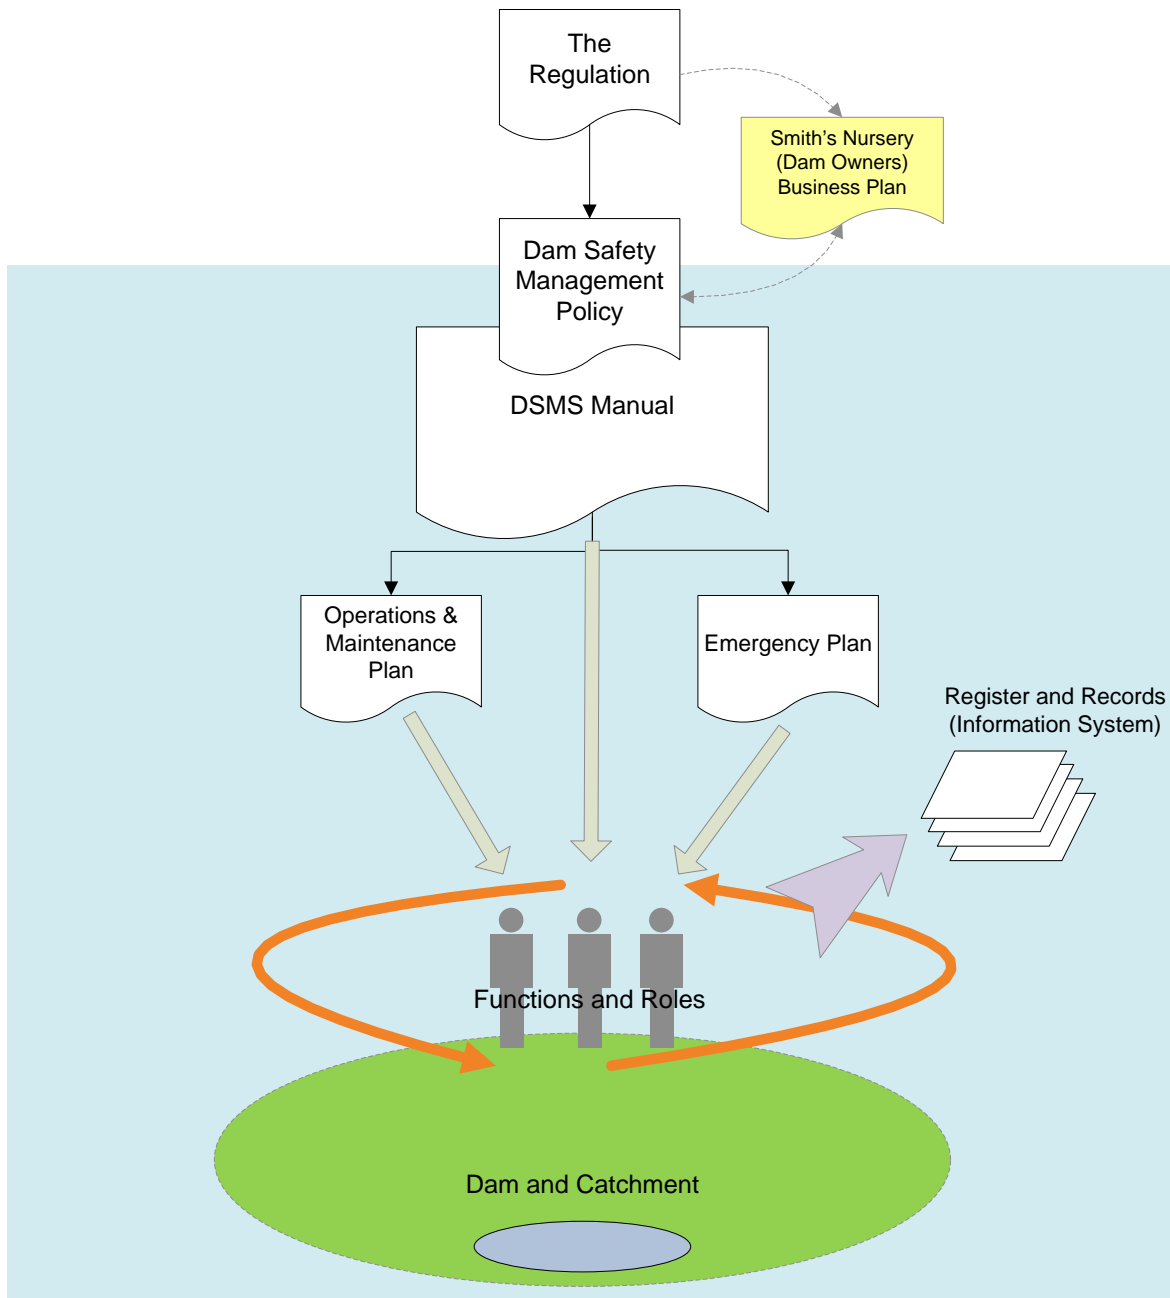 The
Regulation
Smith's Nursery
(Dam Owners)
Business Plan
Dam Safety
Management
Policy
DSMS Manual
Operations &
Maintenance
Plan
Emergency Plan
Register and Records
(Information System)
Functions and Roles
Dam and Catchment